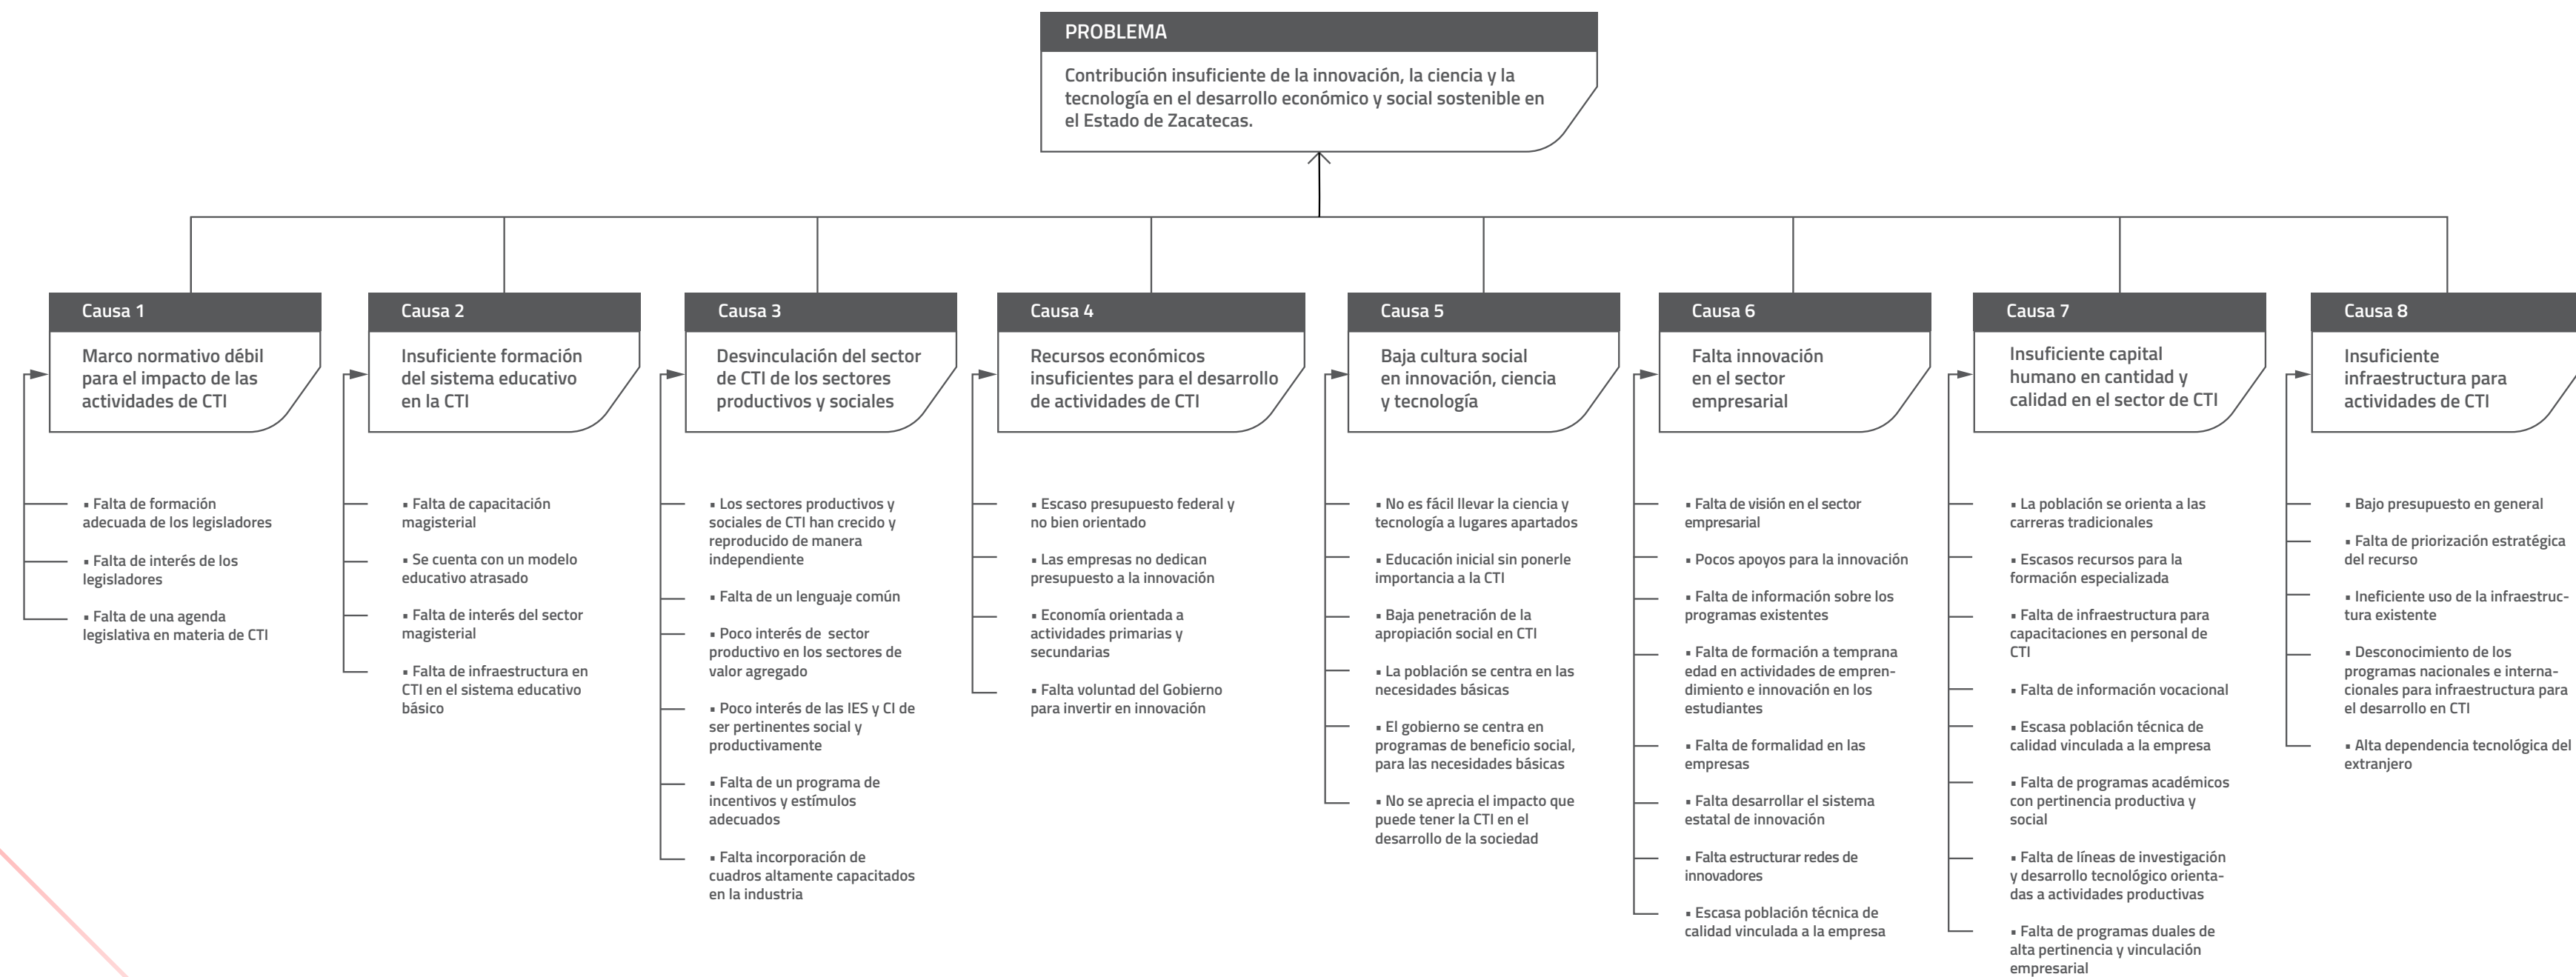 PROBLEMA
Contribución insuficiente de la innovación, la ciencia y la
tecnología en el desarrollo económico y social sostenible en
el Estado de Zacatecas.
Causa 1
Marco normativo débil
para el impacto de las
actividades de CTI
▪ Falta de formación
adecuada de los legisladores
▪ Falta de interés de los
legisladores
▪ Falta de una agenda
legislativa en materia de CTI
Causa 2
Insuficiente formación
del sistema educativo
en la CTI
▪ Falta de capacitación
magisterial
▪ Se cuenta con un modelo
educativo atrasado
▪ Falta de interés del sector
magisterial
▪ Falta de infraestructura en
CTI en el sistema educativo
básico
Causa 3
Desvinculación del sector
de CTI de los sectores
productivos y sociales
▪ Los sectores productivos y
sociales de CTI han crecido y
reproducido de manera
independiente
▪ Falta de un lenguaje común
▪ Poco interés de sector
productivo en los sectores de
valor agregado
▪ Poco interés de las IES y CI de
ser pertinentes social y
productivamente
▪ Falta de un programa de
incentivos y estímulos
adecuados
▪ Falta incorporación de
cuadros altamente capacitados
en la industria
Causa 4
Recursos económicos
insuficientes para el desarrollo
de actividades de CTI
▪ Escaso presupuesto federal y
no bien orientado
▪ Las empresas no dedican
presupuesto a la innovación
▪ Economía orientada a
actividades primarias y
secundarias
▪ Falta voluntad del Gobierno
para invertir en innovación
Causa 5
Baja cultura social
en innovación, ciencia
y tecnología
▪ No es fácil llevar la ciencia y
tecnología a lugares apartados
▪ Educación inicial sin ponerle
importancia a la CTI
▪ Baja penetración de la
apropiación social en CTI
▪ La población se centra en las
necesidades básicas
▪ El gobierno se centra en
programas de beneficio social,
para las necesidades básicas
▪ No se aprecia el impacto que
puede tener la CTI en el
desarrollo de la sociedad
Causa 6
Falta innovación
en el sector
empresarial
▪ Falta de visión en el sector
empresarial
▪ Pocos apoyos para la innovación
▪ Falta de información sobre los
programas existentes
▪ Falta de formación a temprana
edad en actividades de empren-
dimiento e innovación en los
estudiantes
▪ Falta de formalidad en las
empresas
▪ Falta desarrollar el sistema
estatal de innovación
▪ Falta estructurar redes de
innovadores
▪ Escasa población técnica de
calidad vinculada a la empresa
Causa 7
Insuficiente capital
humano en cantidad y
calidad en el sector de CTI
▪ La población se orienta a las
carreras tradicionales
▪ Escasos recursos para la
formación especializada
▪ Falta de infraestructura para
capacitaciones en personal de
CTI
▪ Falta de información vocacional
▪ Escasa población técnica de
calidad vinculada a la empresa
▪ Falta de programas académicos
con pertinencia productiva y
social
▪ Falta de líneas de investigación
y desarrollo tecnológico orienta-
das a actividades productivas
▪ Falta de programas duales de
alta pertinencia y vinculación
empresarial
Causa 8
Insuficiente
infraestructura para
actividades de CTI
▪ Bajo presupuesto en general
▪ Falta de priorización estratégica
del recurso
▪ Ineficiente uso de la infraestruc-
tura existente
▪ Desconocimiento de los
programas nacionales e interna-
cionales para infraestructura para
el desarrollo en CTI
▪ Alta dependencia tecnológica del
extranjero